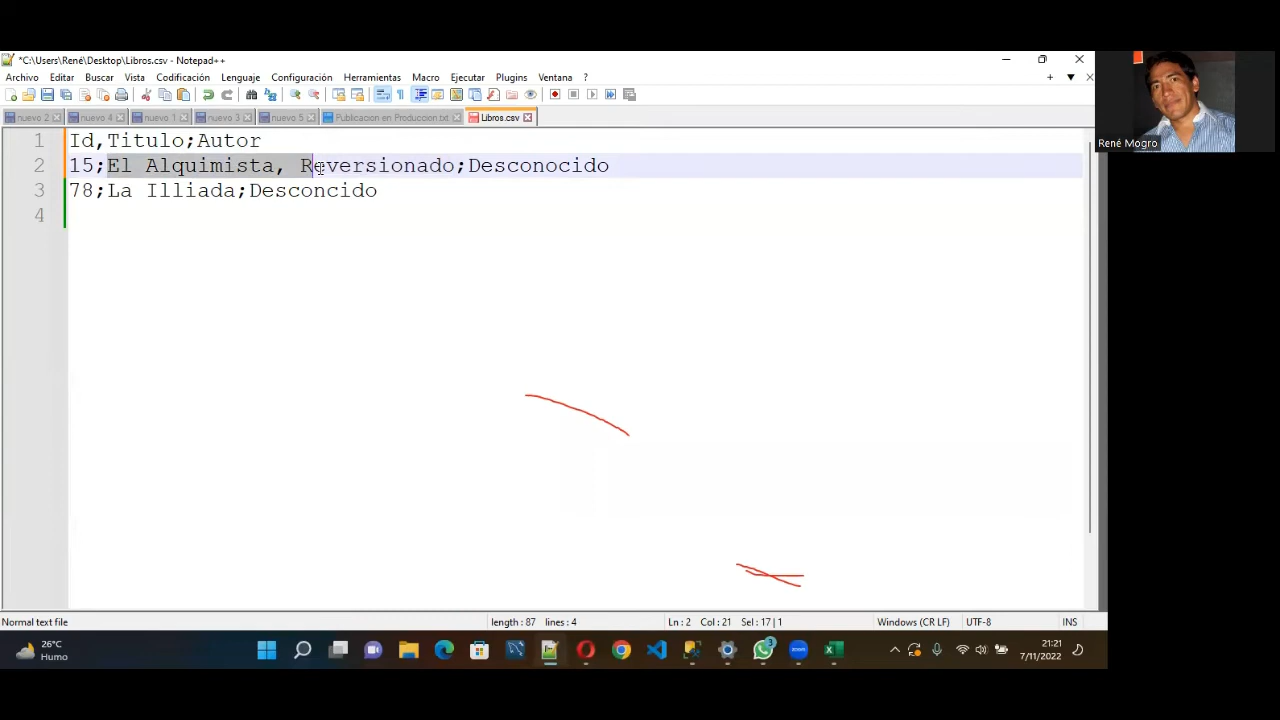 *C:\Users\René\Desktop\Libros.csv - Notepad++
Archivo Editar Buscar Vista Codificación Lenguaje Configuración Herramientas Macro Ejecutar Plugins Ventana ?
nuevo 2 nuevo 4 nuevo 1 nuevo 3 nuevo 5 Publicacion en Produccion.txt Libros.csv
1 Id,Titulo;Autor
2 15;El Alquimista, Reversionado;Desconocido
3 78;La Illiada;Desconcido
4
René Mogro
Normal text file length : 87 lines : 4 Ln : 2 Col : 21 Sel : 17 | 1 Windows (CR LF) UTF-8 INS
26°C
Humo
3
zoom
21:21
7/11/2022